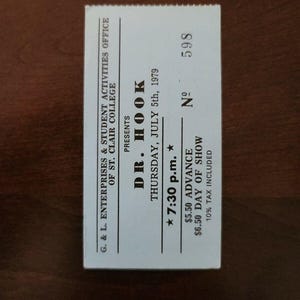 G. & L. ENTERPRISES & STUDENT ACTIVITIES OFFICE
OF ST. CLAIR COLLEGE
PRESENTS
DR. HOOK
THURSDAY, JULY 5th, 1979
★ 7:30 p.m. ★
$5.50 ADVANCE
$6.50 DAY OF SHOW
10% TAX INCLUDED
Nº 598